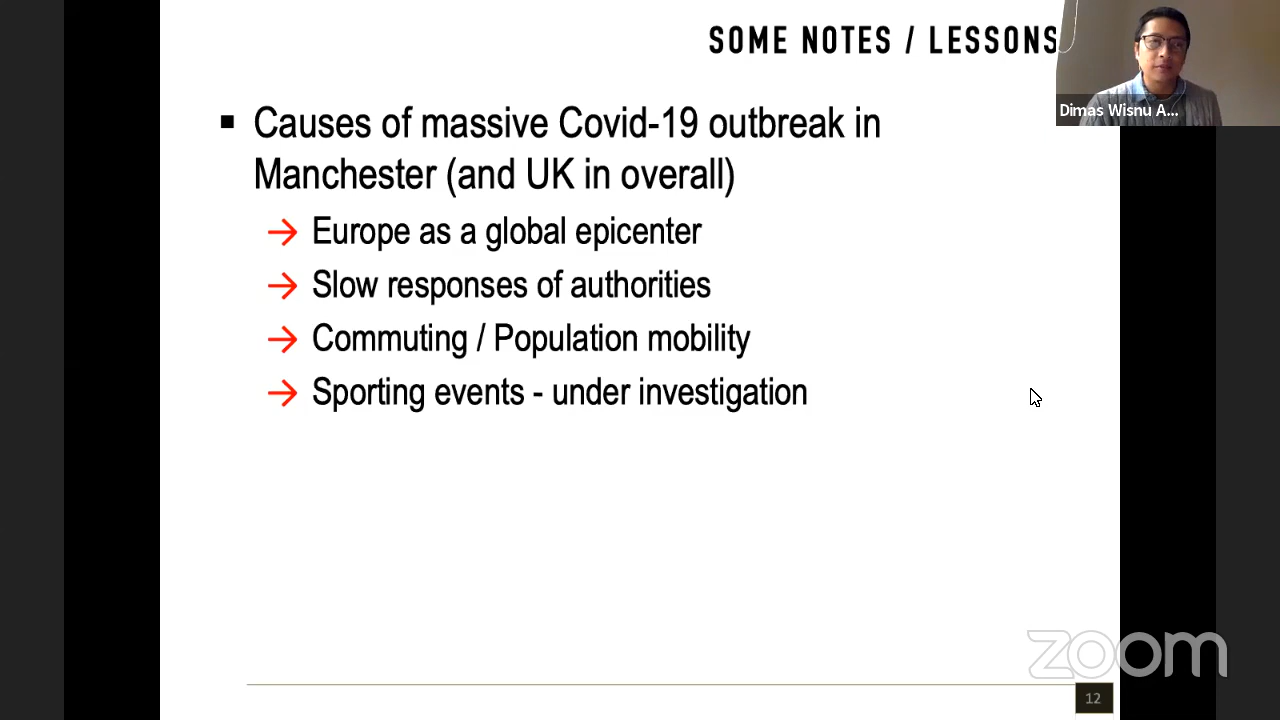 SOME NOTES / LESSONS
Dimas Wisnu A...
▪ Causes of massive Covid-19 outbreak in
Manchester (and UK in overall)
→ Europe as a global epicenter
→ Slow responses of authorities
→ Commuting / Population mobility
→ Sporting events - under investigation
zoom
12